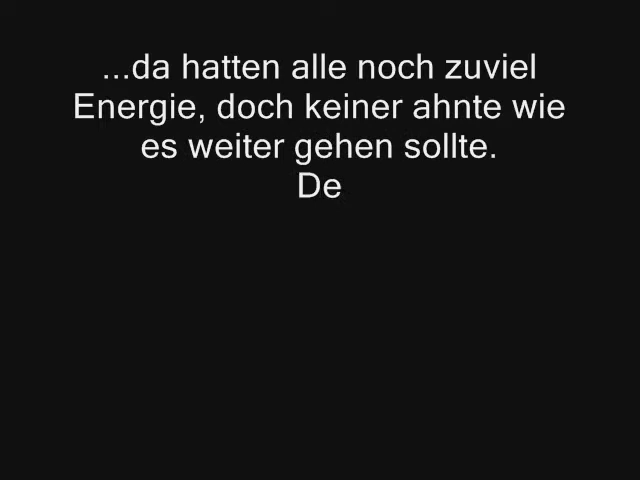 ...da hatten alle noch zuviel
Energie, doch keiner ahnte wie
es weiter gehen sollte.
De